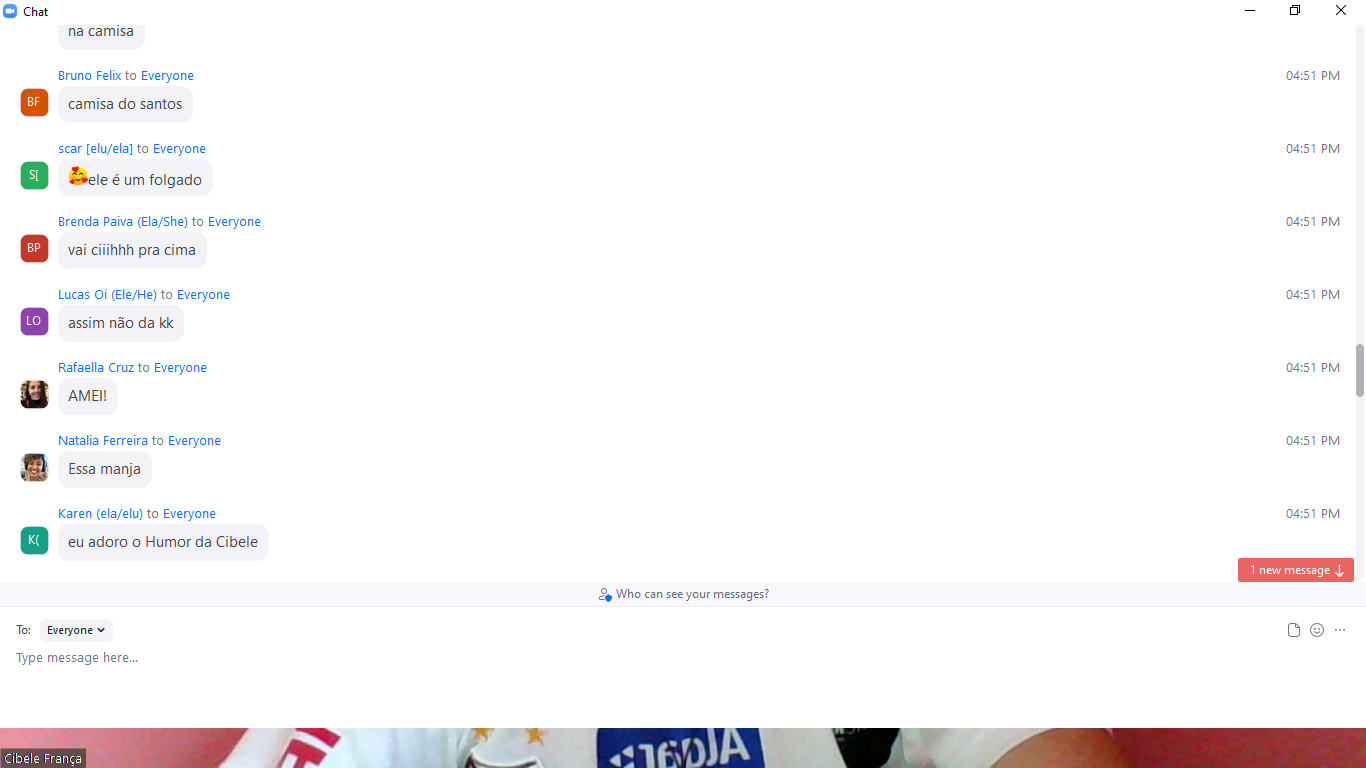 Chat
na camisa
Bruno Felix to Everyone 04:51 PM
BF
camisa do santos
scar [elu/ela] to Everyone 04:51 PM
S[
🥰ele é um folgado
Brenda Paiva (Ela/She) to Everyone 04:51 PM
BP
vai ciiihhh pra cima
Lucas Oi (Ele/He) to Everyone 04:51 PM
LO
assim não da kk
Rafaella Cruz to Everyone 04:51 PM
AMEI!
Natalia Ferreira to Everyone 04:51 PM
Essa manja
Karen (ela/elu) to Everyone 04:51 PM
K(
eu adoro o Humor da Cibele
1 new message ↓
Who can see your messages?
To: Everyone
Type message here...
Cibele França